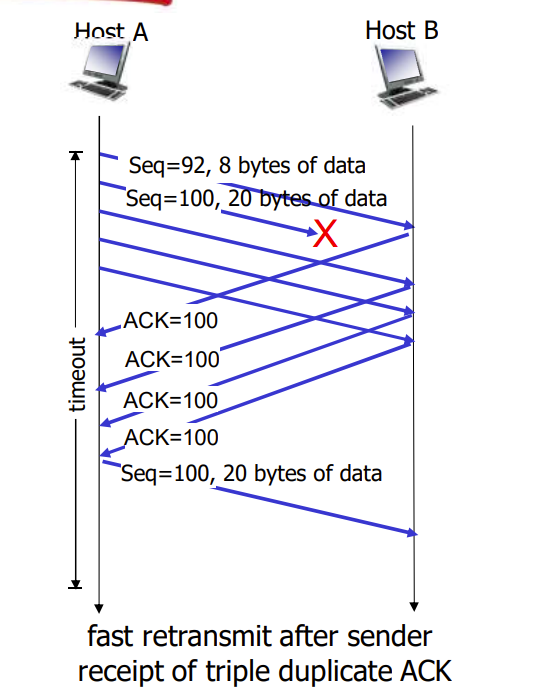 Host A
Host B
Seq=92, 8 bytes of data
Seq=100, 20 bytes of data
X
ACK=100
timeout
ACK=100
ACK=100
ACK=100
Seq=100, 20 bytes of data
fast retransmit after sender
receipt of triple duplicate ACK